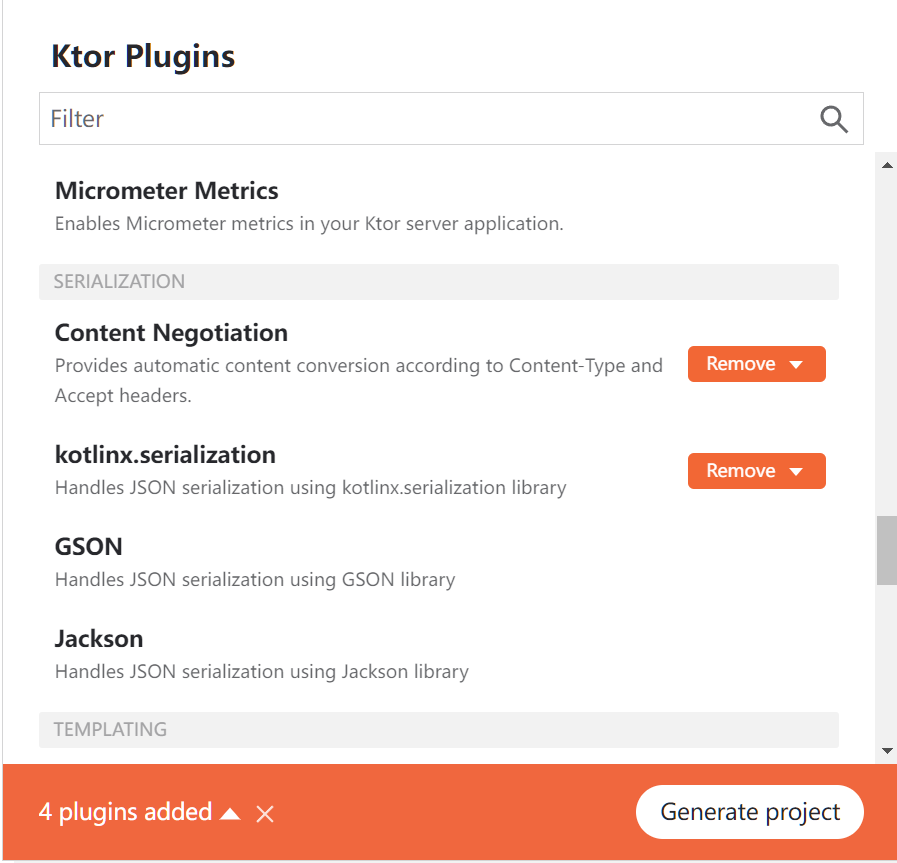 Ktor Plugins
Filter
Micrometer Metrics
Enables Micrometer metrics in your Ktor server application.
SERIALIZATION
Content Negotiation
Provides automatic content conversion according to Content-Type and
Accept headers.
Remove
kotlinx.serialization
Handles JSON serialization using kotlinx.serialization library
Remove
GSON
Handles JSON serialization using GSON library
Jackson
Handles JSON serialization using Jackson library
TEMPLATING
4 plugins added
Generate project